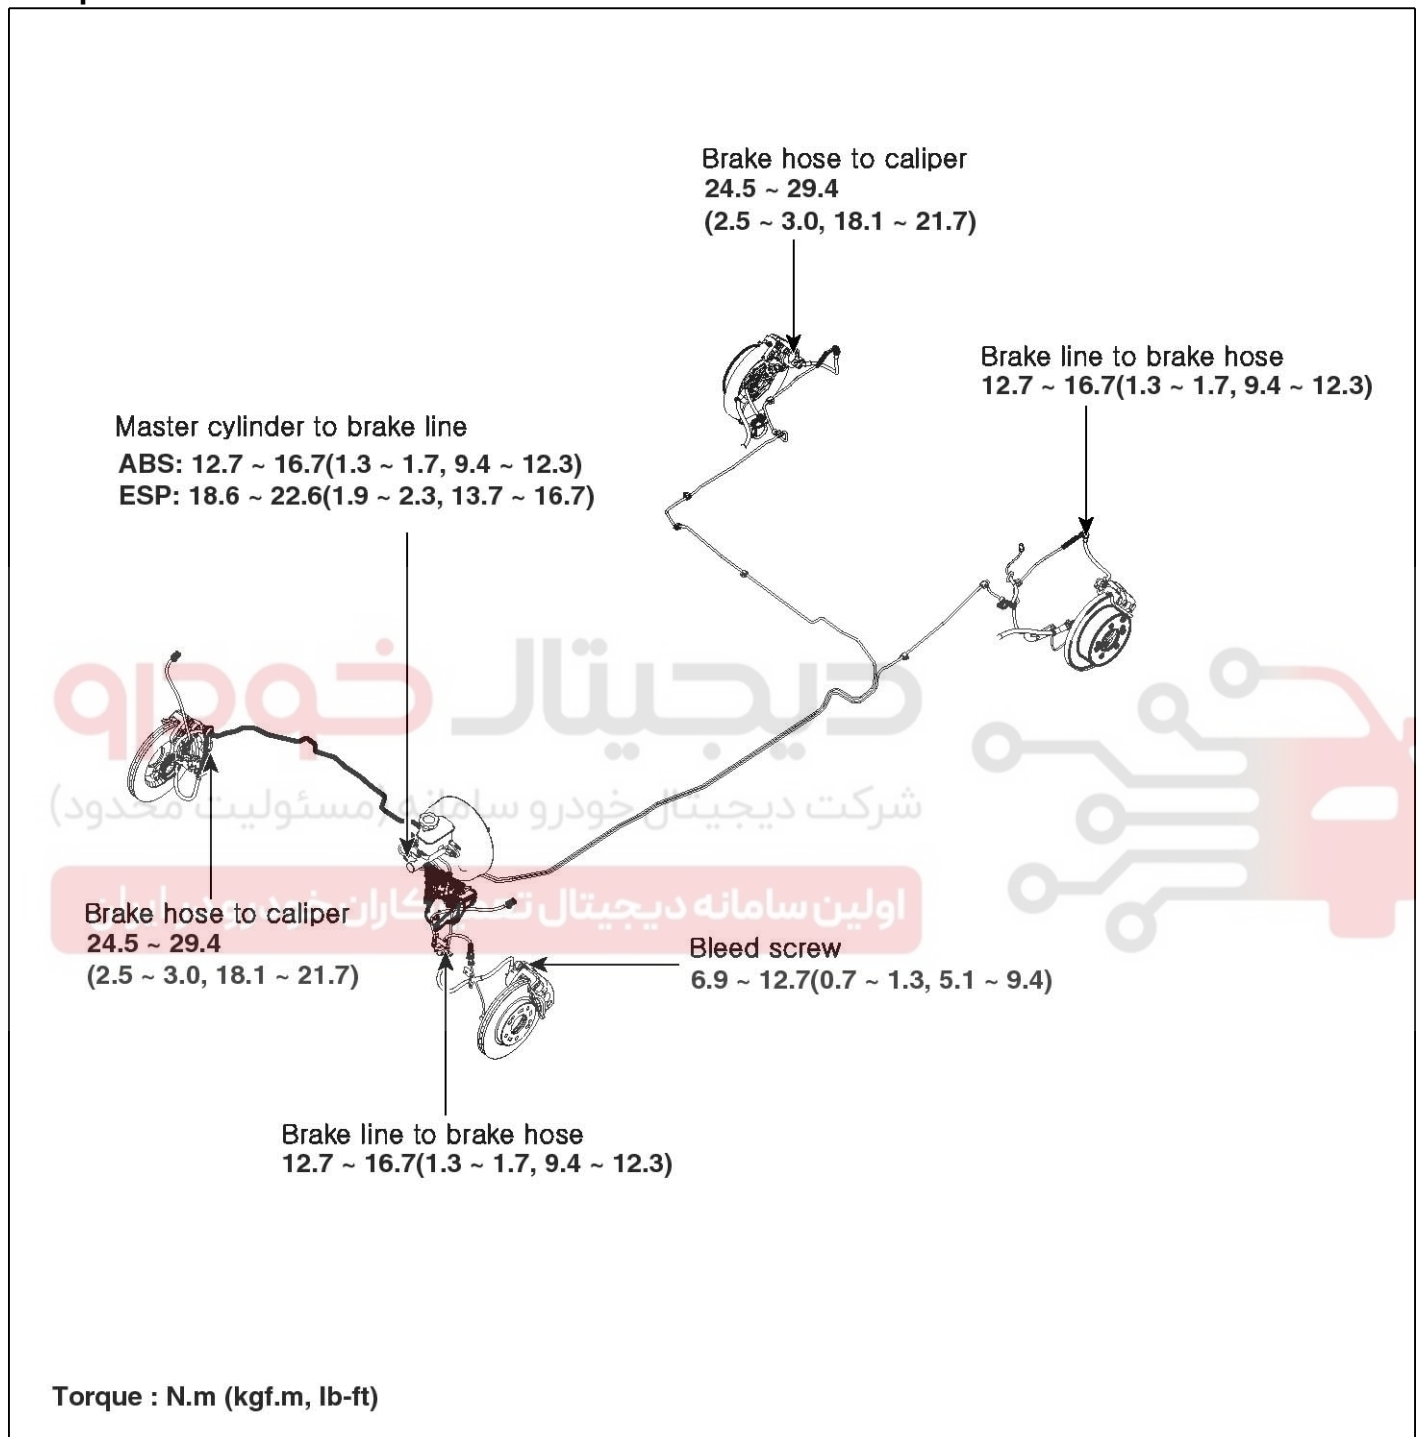 Brake hose to caliper
24.5 ~ 29.4
(2.5 ~ 3.0, 18.1 ~ 21.7)
Brake line to brake hose
12.7 ~ 16.7(1.3 ~ 1.7, 9.4 ~ 12.3)
Master cylinder to brake line
ABS: 12.7 ~ 16.7(1.3 ~ 1.7, 9.4 ~ 12.3)
ESP: 18.6 ~ 22.6(1.9 ~ 2.3, 13.7 ~ 16.7)
دیجیتال خودرو
شرکت دیجیتال خودرو سامانه (مسئولیت محدود)
اولین سامانه دیجیتال تعمیرکاران خودرو در ایران
Brake hose to caliper
24.5 ~ 29.4
(2.5 ~ 3.0, 18.1 ~ 21.7)
Bleed screw
6.9 ~ 12.7(0.7 ~ 1.3, 5.1 ~ 9.4)
Brake line to brake hose
12.7 ~ 16.7(1.3 ~ 1.7, 9.4 ~ 12.3)
Torque : N.m (kgf.m, lb-ft)